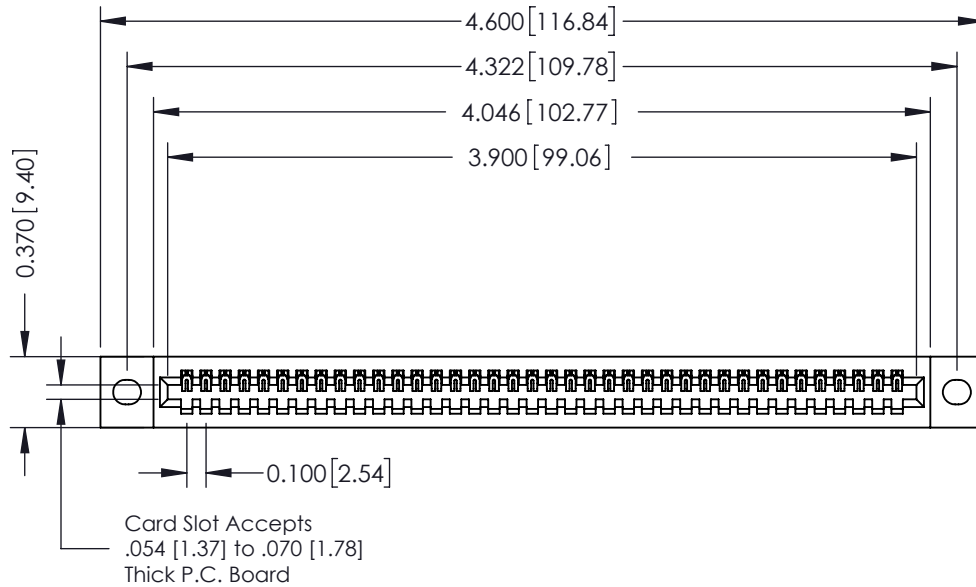 4.600 [116.84]
4.322 [109.78]
4.046 [102.77]
3.900 [99.06]
0.370 [9.40]
0.100 [2.54]
Card Slot Accepts
.054 [1.37] to .070 [1.78]
Thick P.C. Board